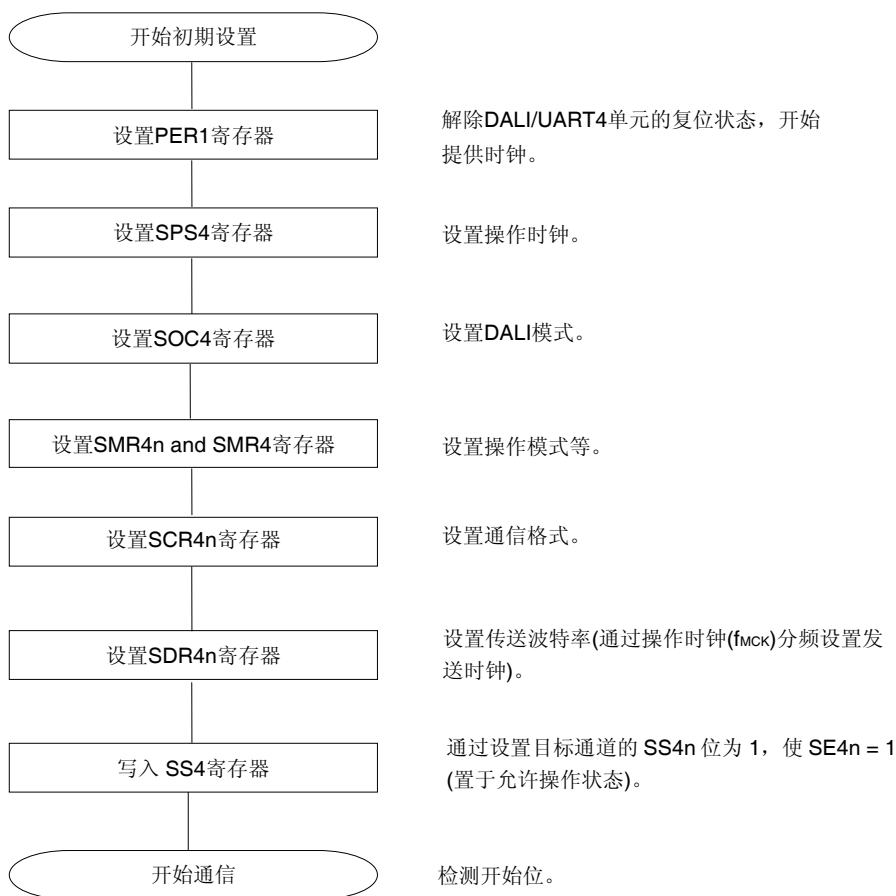 开始初期设置
设置PER1寄存器
解除DALI/UART4单元的复位状态，开始
提供时钟。
设置SPS4寄存器
设置操作时钟。
设置SOC4寄存器
设置DALI模式。
设置SMR4n and SMR4寄存器
设置操作模式等。
设置SCR4n寄存器
设置通信格式。
设置SDR4n寄存器
设置传送波特率(通过操作时钟(fMCK)分频设置发
送时钟)。
写入 SS4寄存器
通过设置目标通道的 SS4n 位为 1，使 SE4n = 1
(置于允许操作状态)。
开始通信
检测开始位。